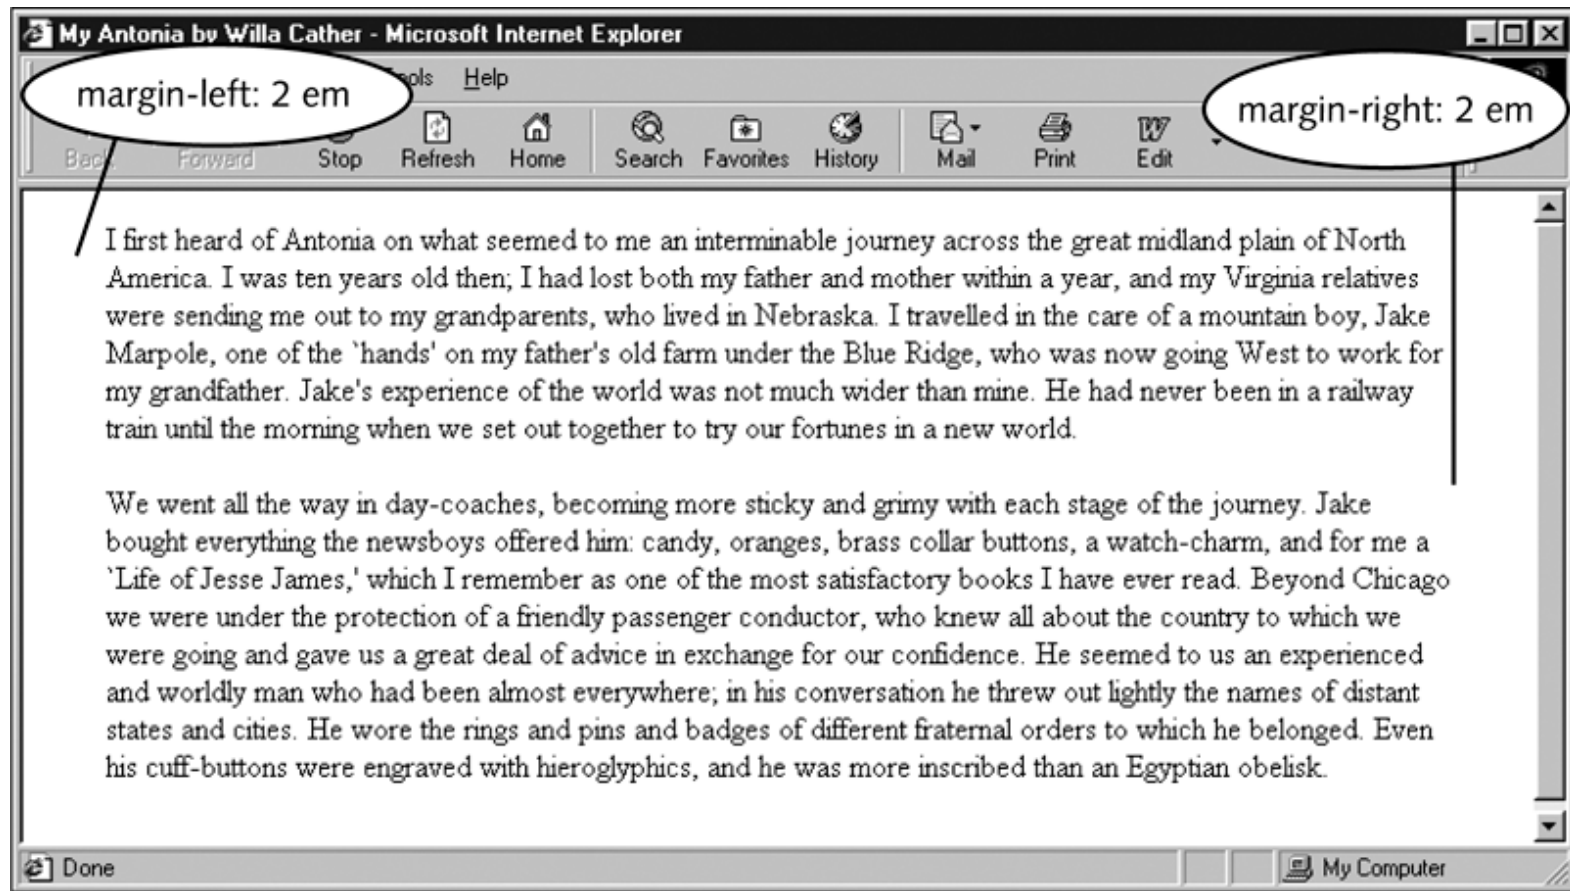 My Antonia by Willa Cather - Microsoft Internet Explorer
margin-left: 2 em
Help
margin-right: 2 em
Back Forward Stop Refresh Home Search Favorites History Mail Print Edit
I first heard of Antonia on what seemed to me an interminable journey across the great midland plain of North
America. I was ten years old then; I had lost both my father and mother within a year, and my Virginia relatives
were sending me out to my grandparents, who lived in Nebraska. I travelled in the care of a mountain boy, Jake
Marpole, one of the `hands' on my father's old farm under the Blue Ridge, who was now going West to work for
my grandfather. Jake's experience of the world was not much wider than mine. He had never been in a railway
train until the morning when we set out together to try our fortunes in a new world.
We went all the way in day-coaches, becoming more sticky and grimy with each stage of the journey. Jake
bought everything the newsboys offered him: candy, oranges, brass collar buttons, a watch-charm, and for me a
`Life of Jesse James,' which I remember as one of the most satisfactory books I have ever read. Beyond Chicago
we were under the protection of a friendly passenger conductor, who knew all about the country to which we
were going and gave us a great deal of advice in exchange for our confidence. He seemed to us an experienced
and worldly man who had been almost everywhere; in his conversation he threw out lightly the names of distant
states and cities. He wore the rings and pins and badges of different fraternal orders to which he belonged. Even
his cuff-buttons were engraved with hieroglyphics, and he was more inscribed than an Egyptian obelisk.
Done
My Computer